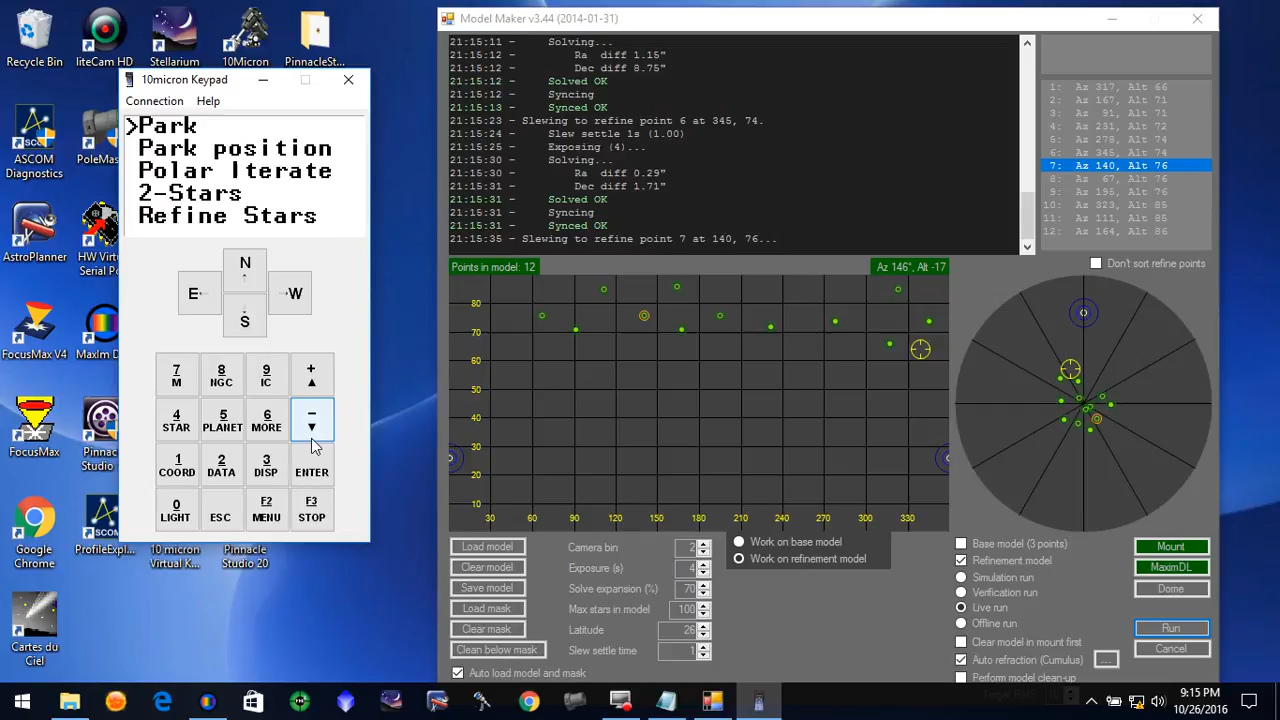 Recycle Bin
liteCam HD
Stellarium
10Micron
PinnacleSt...
ASCOM
Diagnostics
PoleMas
AstroPlanner
HW Virtu
Serial Po
FocusMax V4
MaxIm D
FocusMax
Pinnac
Studio
Google
Chrome
ProfileExpl...
10 micron
Virtual K...
Pinnacle
Studio 20
Cartes du
Ciel
10micron Keypad
Connection Help
>Park
Park position
Polar Iterate
2-Stars
Refine Stars
N
E
W
S
7
M
8
NGC
9
IC
+
4
STAR
5
PLANET
6
MORE
−
1
COORD
2
DATA
3
DISP
ENTER
0
LIGHT
ESC
F2
MENU
F3
STOP
Model Maker v3.44 (2014-01-31)
21:15:11 - Solving...
21:15:12 - Ra diff 1.15"
21:15:12 - Dec diff 8.75"
21:15:12 - Solved OK
21:15:12 - Syncing
21:15:13 - Synced OK
21:15:23 - Slewing to refine point 6 at 345, 74.
21:15:24 - Slew settle 1s (1.00)
21:15:25 - Exposing (4)...
21:15:30 - Solving...
21:15:30 - Ra diff 0.29"
21:15:31 - Dec diff 1.71"
21:15:31 - Solved OK
21:15:31 - Syncing
21:15:31 - Synced OK
21:15:35 - Slewing to refine point 7 at 140, 76...
1: Az 317, Alt 66
2: Az 167, Alt 71
3: Az 91, Alt 71
4: Az 231, Alt 72
5: Az 278, Alt 74
6: Az 345, Alt 74
7: Az 140, Alt 76
8: Az 67, Alt 76
9: Az 195, Alt 76
10: Az 323, Alt 85
11: Az 111, Alt 85
12: Az 164, Alt 86
Points in model: 12
Az 146°, Alt -17
Don't sort refine points
80
70
60
50
40
30
20
10
30 60 90 120 150 180 210 240 270 300 330
Load model
Clear model
Save model
Load mask
Clear mask
Clean below mask
Auto load model and mask
Camera bin 2
Exposure (s) 4
Solve expansion (%) 70
Max stars in model 100
Latitude 26
Slew settle time 1
Work on base model
Work on refinement model
Base model (3 points)
Refinement model
Simulation run
Verification run
Live run
Offline run
Clear model in mount first
Auto refraction (Cumulus) ...
Perform model clean-up
Target RMS
Mount
MaximDL
Dome
Run
Cancel
9:15 PM
10/26/2016